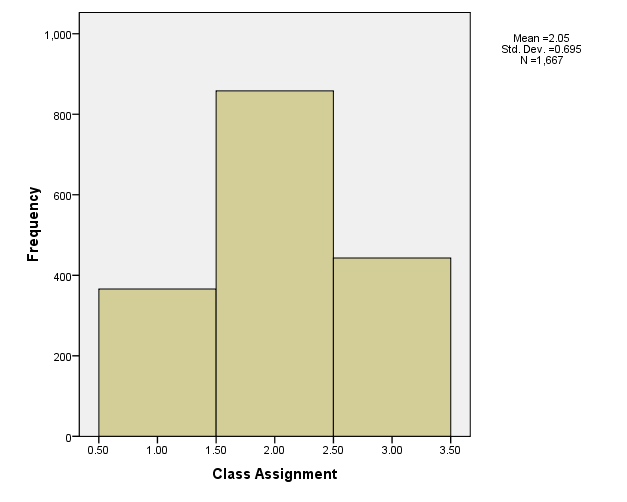 Mean =2.05
Std. Dev. =0.695
N =1,667
1,000
800
600
400
200
0
Frequency
0.50 1.00 1.50 2.00 2.50 3.00 3.50
Class Assignment